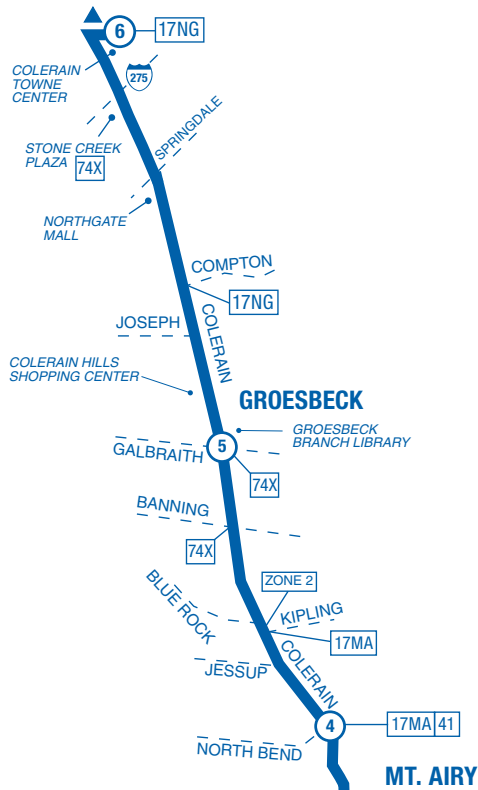 6
17NG
COLERAIN
TOWNE
CENTER
275
STONE CREEK
PLAZA
74X
SPRINGDALE
NORTHGATE
MALL
COMPTON
17NG
COLERAIN
JOSEPH
COLERAIN HILLS
SHOPPING CENTER
GROESBECK
GROESBECK
BRANCH LIBRARY
5
GALBRAITH
74X
BANNING
74X
ZONE 2
BLUE ROCK
KIPLING
17MA
COLERAIN
JESSUP
4
17MA 41
NORTH BEND
MT. AIRY